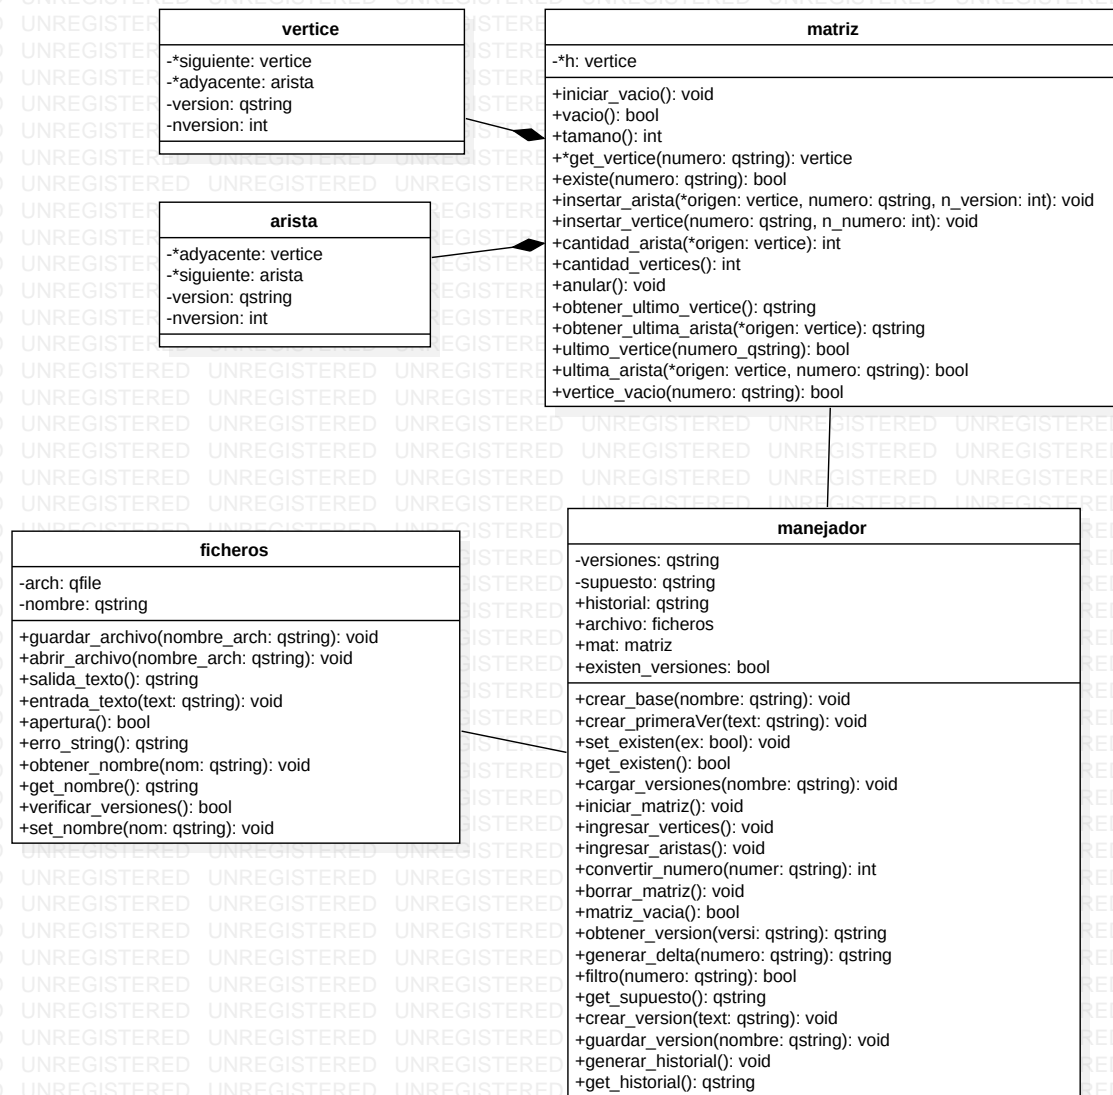 vertice
-*siguiente: vertice
-*adyacente: arista
-version: qstring
-nversion: int
arista
-*adyacente: vertice
-*siguiente: arista
-version: qstring
-nversion: int
matriz
-*h: vertice
+iniciar_vacio(): void
+vacio(): bool
+tamano(): int
+*get_vertice(numero: qstring): vertice
+existe(numero: qstring): bool
+insertar_arista(*origen: vertice, numero: qstring, n_version: int): void
+insertar_vertice(numero: qstring, n_numero: int): void
+cantidad_arista(*origen: vertice): int
+cantidad_vertices(): int
+anular(): void
+obtener_ultimo_vertice(): qstring
+obtener_ultima_arista(*origen: vertice): qstring
+ultimo_vertice(numero_qstring): bool
+ultima_arista(*origen: vertice, numero: qstring): bool
+vertice_vacio(numero: qstring): bool
ficheros
-arch: qfile
-nombre: qstring
+guardar_archivo(nombre_arch: qstring): void
+abrir_archivo(nombre_arch: qstring): void
+salida_texto(): qstring
+entrada_texto(text: qstring): void
+apertura(): bool
+erro_string(): qstring
+obtener_nombre(nom: qstring): void
+get_nombre(): qstring
+verificar_versiones(): bool
+set_nombre(nom: qstring): void
manejador
-versiones: qstring
-supuesto: qstring
+historial: qstring
+archivo: ficheros
+mat: matriz
+existen_versiones: bool
+crear_base(nombre: qstring): void
+crear_primeraVer(text: qstring): void
+set_existen(ex: bool): void
+get_existen(): bool
+cargar_versiones(nombre: qstring): void
+iniciar_matriz(): void
+ingresar_vertices(): void
+ingresar_aristas(): void
+convertir_numero(numer: qstring): int
+borrar_matriz(): void
+matriz_vacia(): bool
+obtener_version(versi: qstring): qstring
+generar_delta(numero: qstring): qstring
+filtro(numero: qstring): bool
+get_supuesto(): qstring
+crear_version(text: qstring): void
+guardar_version(nombre: qstring): void
+generar_historial(): void
+get_historial(): qstring